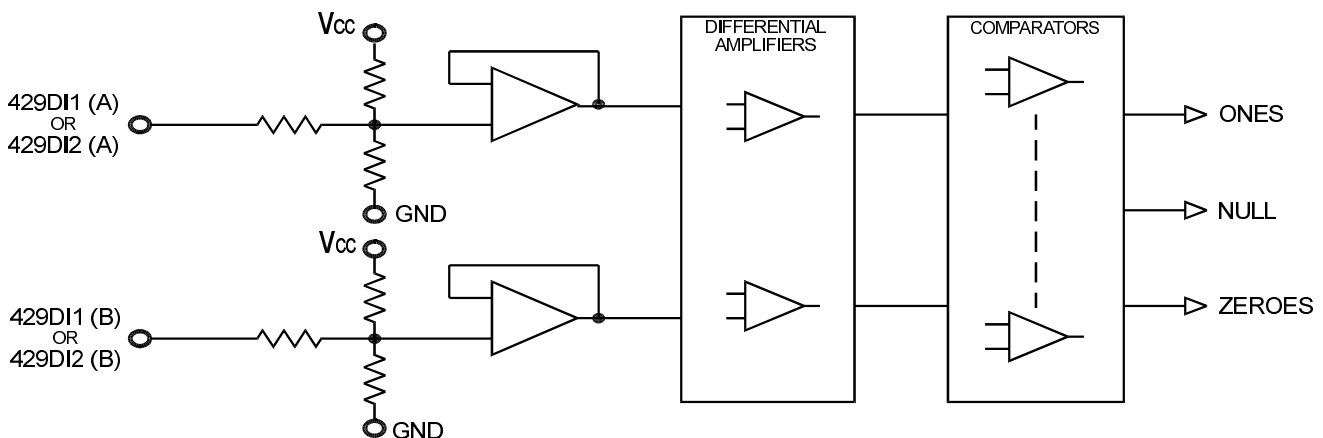 Vcc
429DI1 (A)
OR
429DI2 (A)
GND
Vcc
429DI1 (B)
OR
429DI2 (B)
GND
DIFFERENTIAL
AMPLIFIERS
COMPARATORS
ONES
NULL
ZEROES